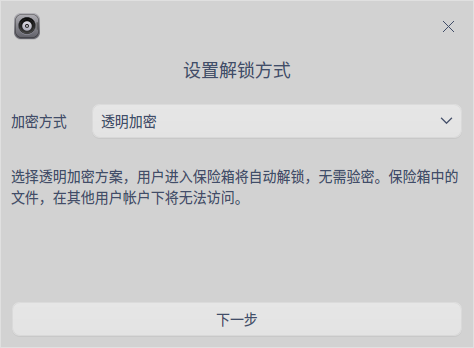 设置解锁方式
加密方式 透明加密
选择透明加密方案，用户进入保险箱将自动解锁，无需验密。保险箱中的
文件，在其他用户帐户下将无法访问。
下一步